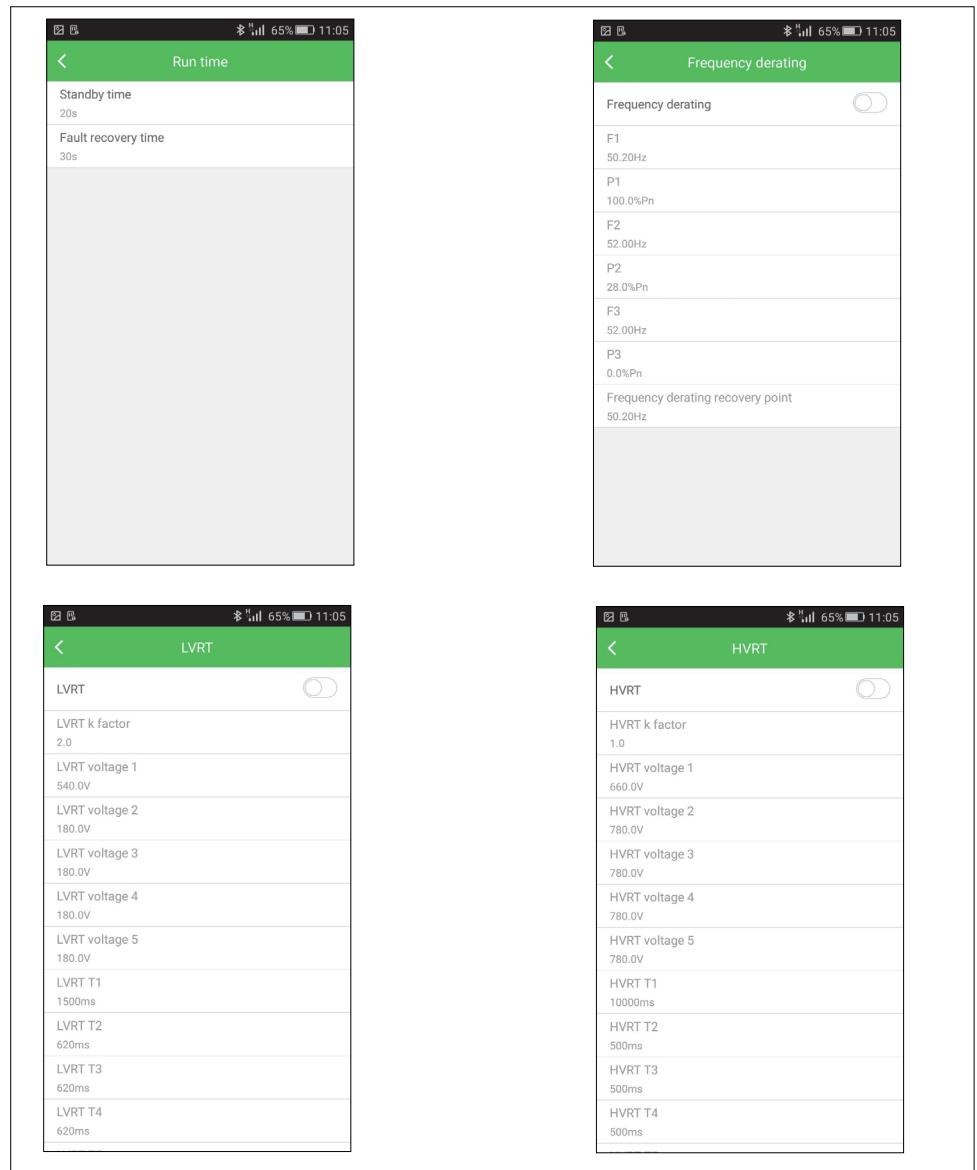 65% 11:05
Run time
Standby time
20s
Fault recovery time
30s
65% 11:05
Frequency derating
Frequency derating
F1
50.20Hz
P1
100.0%Pn
F2
52.00Hz
P2
28.0%Pn
F3
52.00Hz
P3
0.0%Pn
Frequency derating recovery point
50.20Hz
65% 11:05
LVRT
LVRT
LVRT k factor
2.0
LVRT voltage 1
540.0V
LVRT voltage 2
180.0V
LVRT voltage 3
180.0V
LVRT voltage 4
180.0V
LVRT voltage 5
180.0V
LVRT T1
1500ms
LVRT T2
620ms
LVRT T3
620ms
LVRT T4
620ms
65% 11:05
HVRT
HVRT
HVRT k factor
1.0
HVRT voltage 1
660.0V
HVRT voltage 2
780.0V
HVRT voltage 3
780.0V
HVRT voltage 4
780.0V
HVRT voltage 5
780.0V
HVRT T1
10000ms
HVRT T2
500ms
HVRT T3
500ms
HVRT T4
500ms